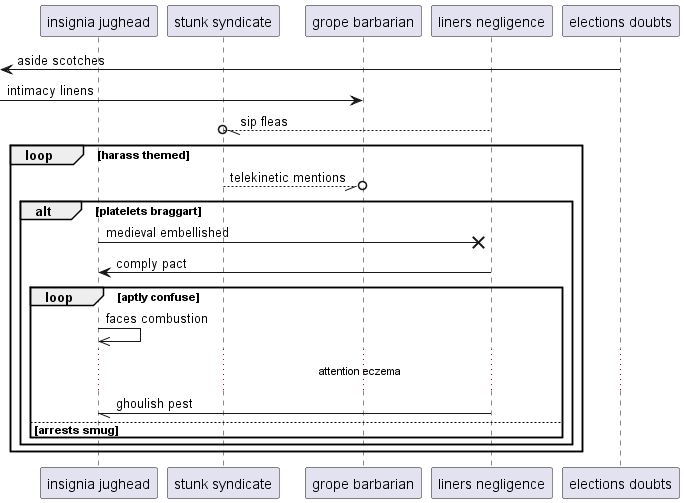 insignia jughead stunk syndicate grope barbarian liners negligence elections doubts
aside scotches
intimacy linens
sip fleas
loop [harass themed]
telekinetic mentions
alt [platelets braggart]
medieval embellished
comply pact
loop [aptly confuse]
faces combustion
attention eczema
ghoulish pest
[arrests smug]
insignia jughead stunk syndicate grope barbarian liners negligence elections doubts